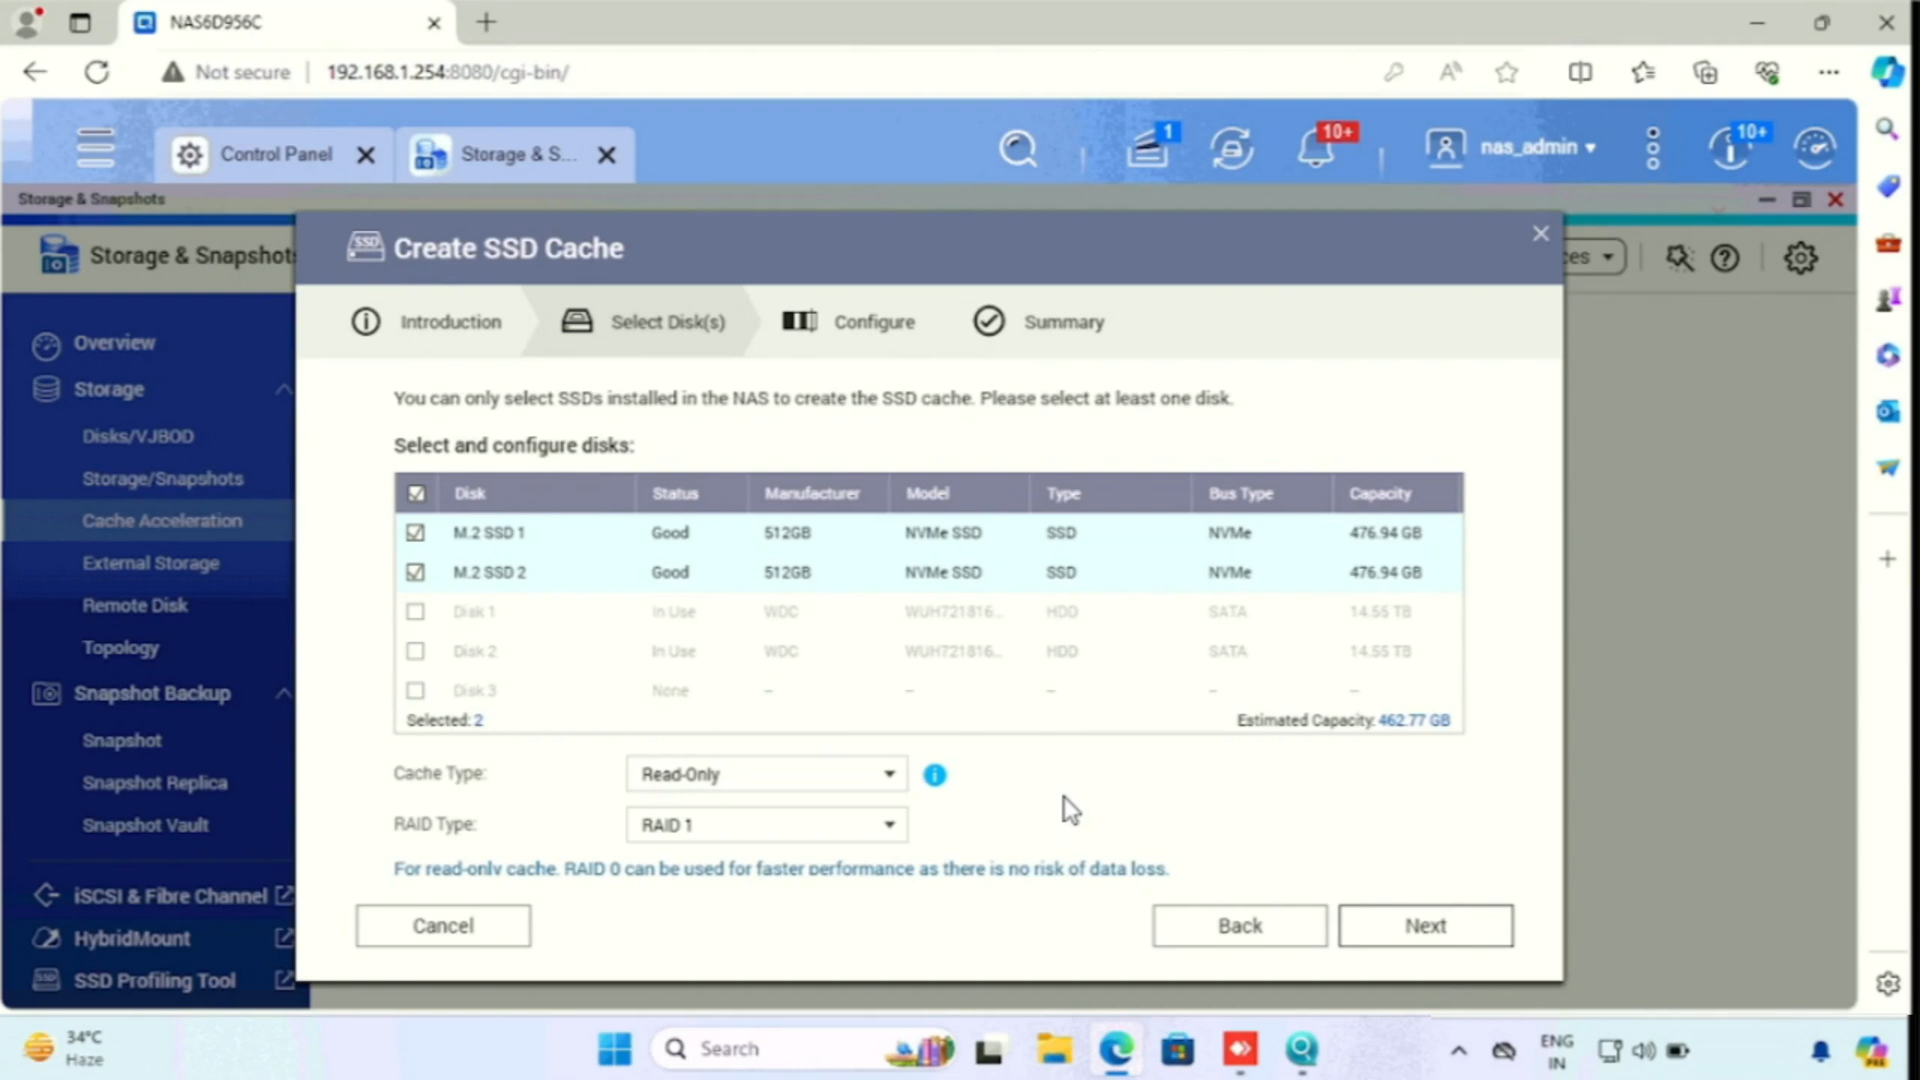 NAS6D956C
Not secure
192.168.1.254:8080/cgi-bin/
Control Panel
Storage & S...
1
10+
nas_admin
10+
Storage & Snapshots
Storage & Snapshots
Create SSD Cache
Introduction
Select Disk(s)
Configure
Summary
Overview
Storage
Disks/VJBOD
Storage/Snapshots
Cache Acceleration
External Storage
Remote Disk
Topology
Snapshot Backup
Snapshot
Snapshot Replica
Snapshot Vault
iSCSI & Fibre Channel
HybridMount
SSD Profiling Tool
You can only select SSDs installed in the NAS to create the SSD cache. Please select at least one disk.
Select and configure disks:
Disk Status Manufacturer Model Type Bus Type Capacity
M.2 SSD 1 Good 512GB NVMe SSD SSD NVMe 476.94 GB
M.2 SSD 2 Good 512GB NVMe SSD SSD NVMe 476.94 GB
Disk 1 In Use WDC WUH721816... HDD SATA 14.55 TB
Disk 2 In Use WDC WUH721816... HDD SATA 14.55 TB
Disk 3 None – – – – –
Selected: 2 Estimated Capacity: 462.77 GB
Cache Type: Read-Only
RAID Type: RAID 1
For read-only cache, RAID 0 can be used for faster performance as there is no risk of data loss.
Cancel
Back
Next
34°C
Haze
Search
ENG
IN